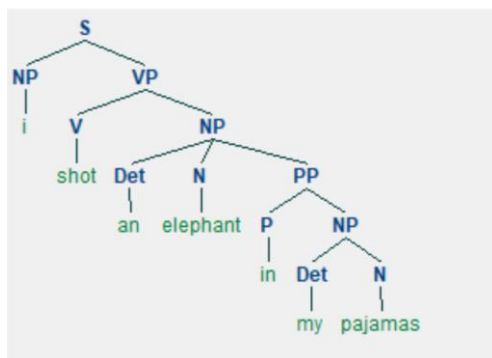 S
NP VP
i V NP
shot Det N PP
an elephant P NP
in Det N
my pajamas